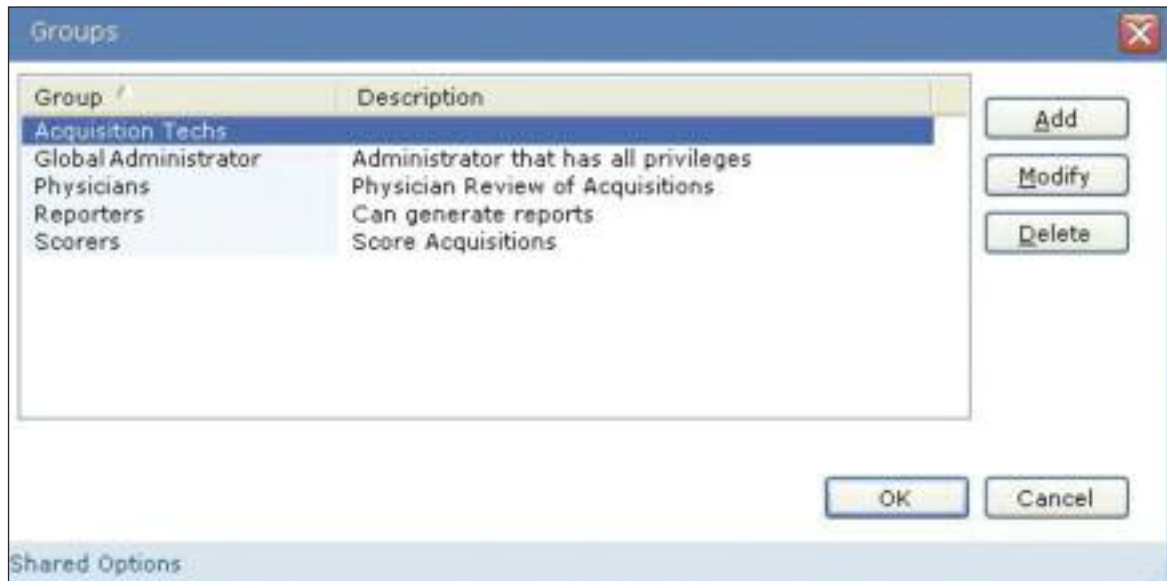 Groups
Group Description
Acquisition Techs
Global Administrator Administrator that has all privileges
Physicians Physician Review of Acquisitions
Reporters Can generate reports
Scorers Score Acquisitions
Add
Modify
Delete
OK Cancel
Shared Options